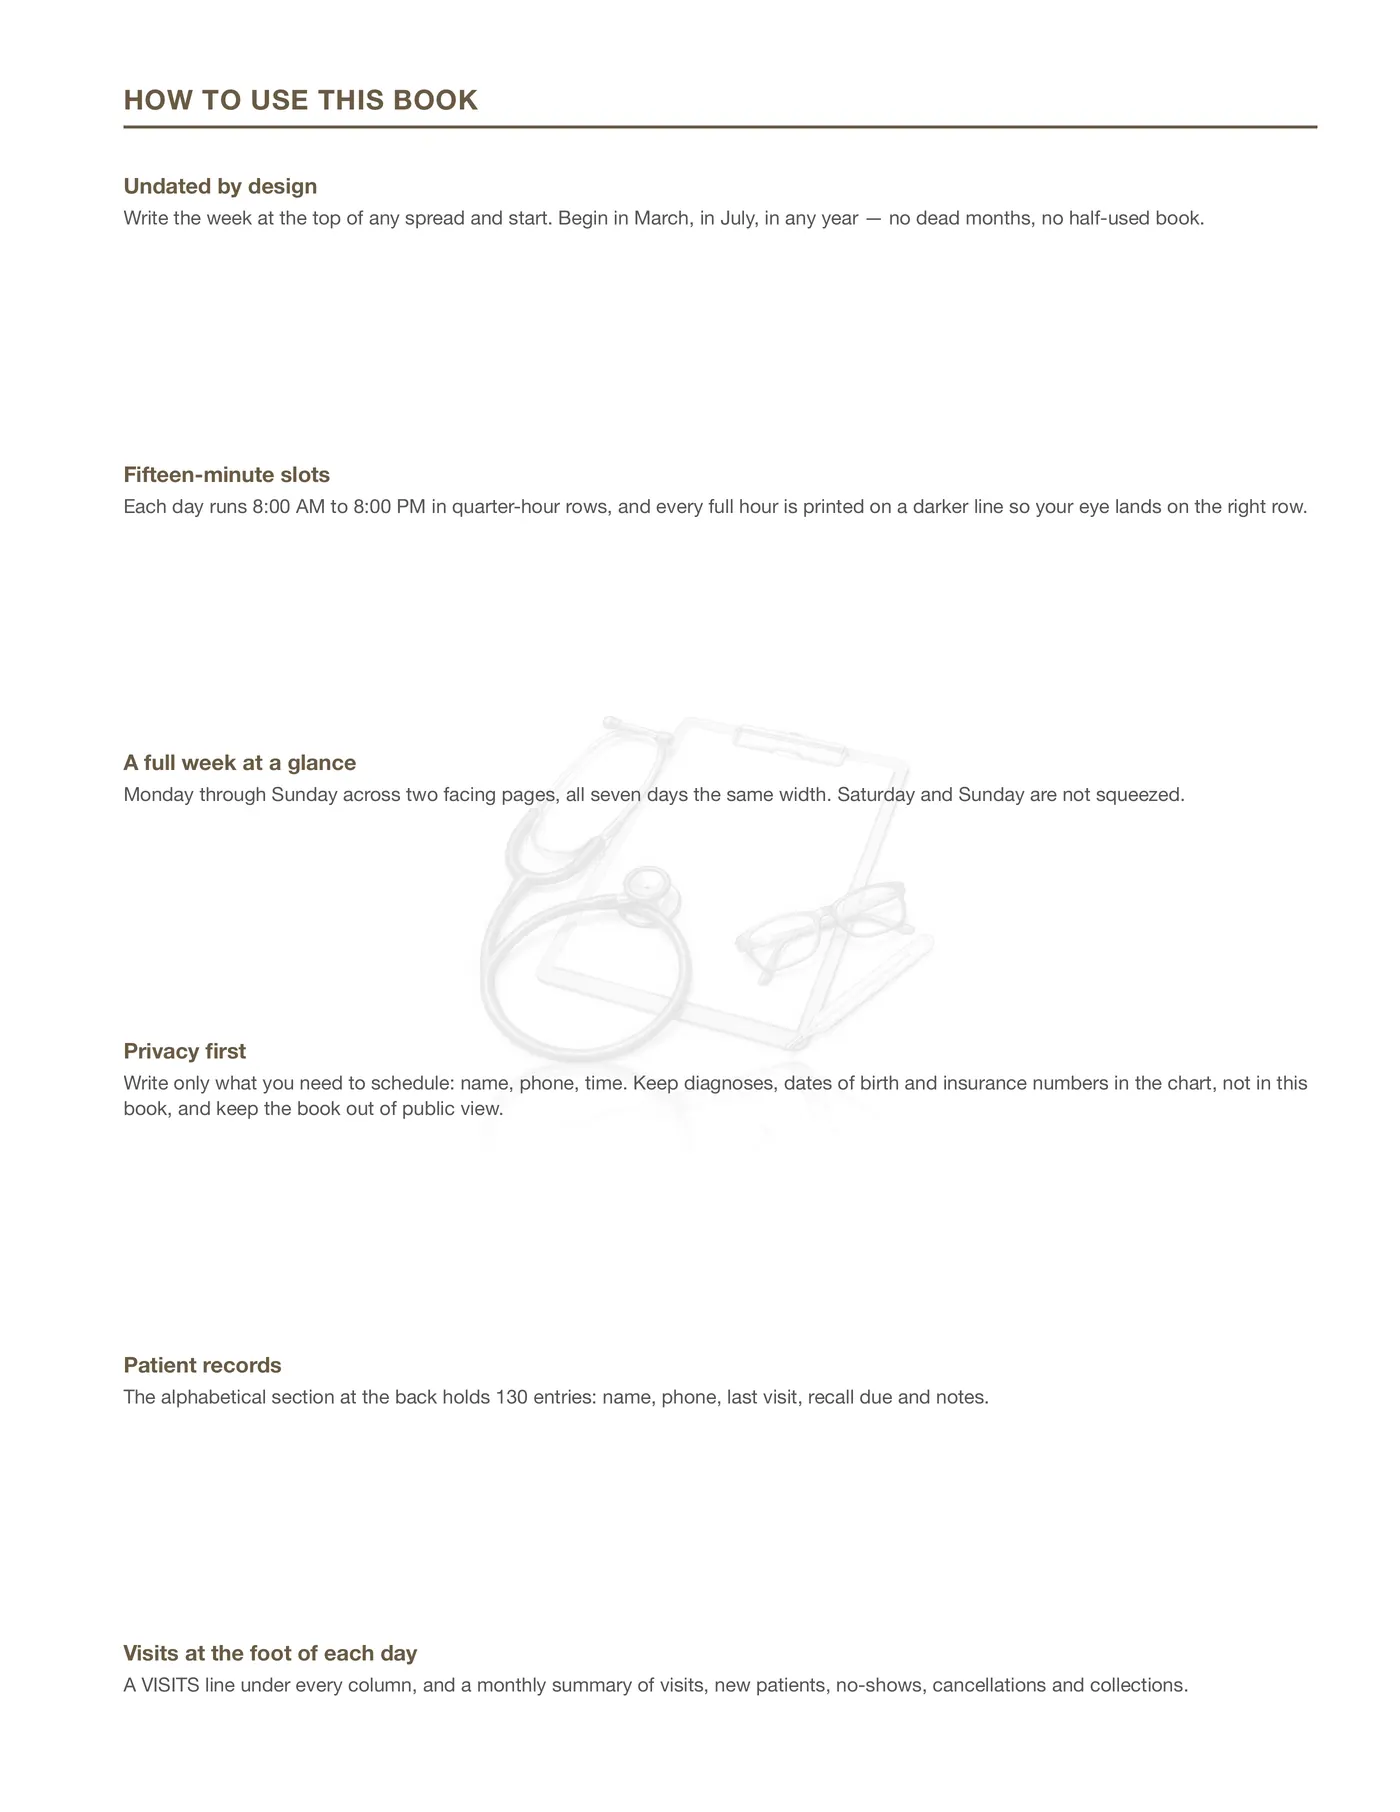 HOW TO USE THIS BOOK
Undated by design
Write the week at the top of any spread and start. Begin in March, in July, in any year — no dead months, no half-used book.
Fifteen-minute slots
Each day runs 8:00 AM to 8:00 PM in quarter-hour rows, and every full hour is printed on a darker line so your eye lands on the right row.
A full week at a glance
Monday through Sunday across two facing pages, all seven days the same width. Saturday and Sunday are not squeezed.
Privacy first
Write only what you need to schedule: name, phone, time. Keep diagnoses, dates of birth and insurance numbers in the chart, not in this
book, and keep the book out of public view.
Patient records
The alphabetical section at the back holds 130 entries: name, phone, last visit, recall due and notes.
Visits at the foot of each day
A VISITS line under every column, and a monthly summary of visits, new patients, no-shows, cancellations and collections.